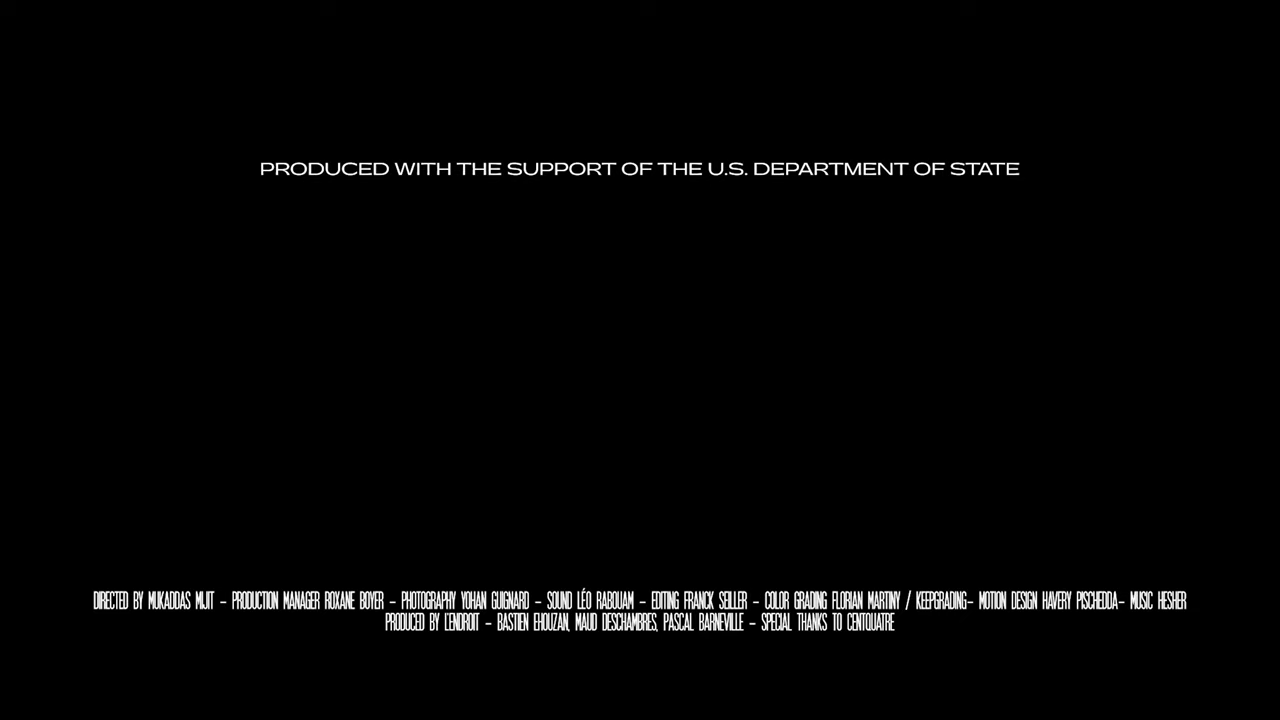 PRODUCED WITH THE SUPPORT OF THE U.S. DEPARTMENT OF STATE
DIRECTED BY MUKADDAS MIJIT - PRODUCTION MANAGER ROXANE BOYER - PHOTOGRAPHY YOHAN GUIGNARD - SOUND LÉO RABOUAM - EDITING FRANCK SEILLER - COLOR GRADING FLORIAN MARTINY / KEEPGRADING- MOTION DESIGN HAVERY PISCHEDDA- MUSIC HESHER
PRODUCED BY L'ENDROIT - BASTIEN EHOUZAN, MAUD DESCHAMBRES, PASCAL BARNEVILLE - SPECIAL THANKS TO CENTQUATRE